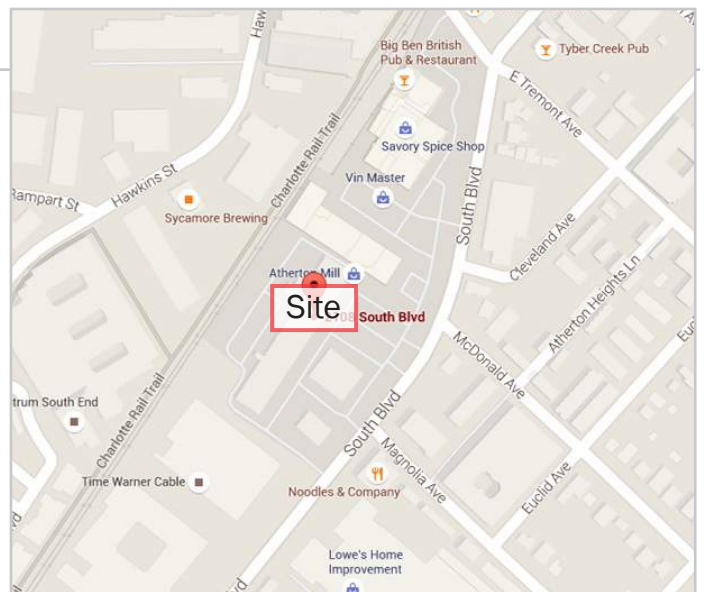 Haw
Big Ben British
Pub & Restaurant
Tyber Creek Pub
E Tremont Ave
Charlotte Rail Trail
Savory Spice Shop
Vin Master
South Blvd
Hawkins St
Rampart St
Sycamore Brewing
Cleveland Ave
Atherton Mill
Atherton Heights Ln
Site
South Blvd
McDonald Ave
Euc
trum South End
Charlotte Rail Trail
South Blvd
Magnolia Ave
Time Warner Cable
Noodles & Company
Euclid Ave
Lowe's Home
Improvement
vd